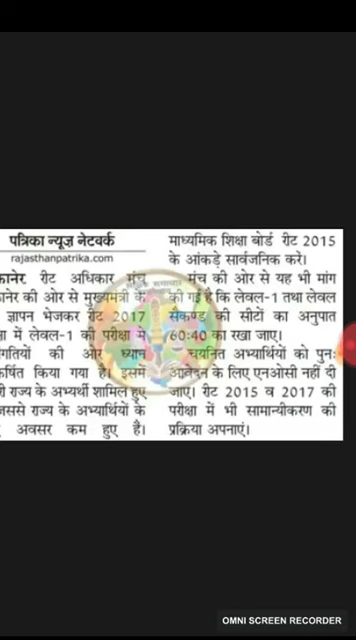 पत्रिका न्यूज़ नेटवर्क
rajasthanpatrika.com
कानेर रीट अधिकार मंच
कानेर की ओर से मुख्यमंत्री के
ज्ञापन भेजकर रीट 2017
में लेवल-1 की परीक्षा में
गतियों की ओर ध्यान
र्षित किया गया है। इसमें
री राज्य के अभ्यर्थी शामिल हुए
जससे राज्य के अभ्यार्थियों के
अवसर कम हुए है।
माध्यमिक शिक्षा बोर्ड रीट 2015
के आंकड़े सार्वजनिक करें।
मंच की ओर से यह भी मांग
की गई है कि लेवल-1 तथा लेवल
सैकण्ड की सीटों का अनुपात
60:40 का रखा जाए।
चयनित अभ्यार्थियों को पुनः
आवेदन के लिए एनओसी नहीं दी
जाए। रीट 2015 व 2017 की
परीक्षा में भी सामान्यीकरण की
प्रक्रिया अपनाएं।
OMNI SCREEN RECORDER